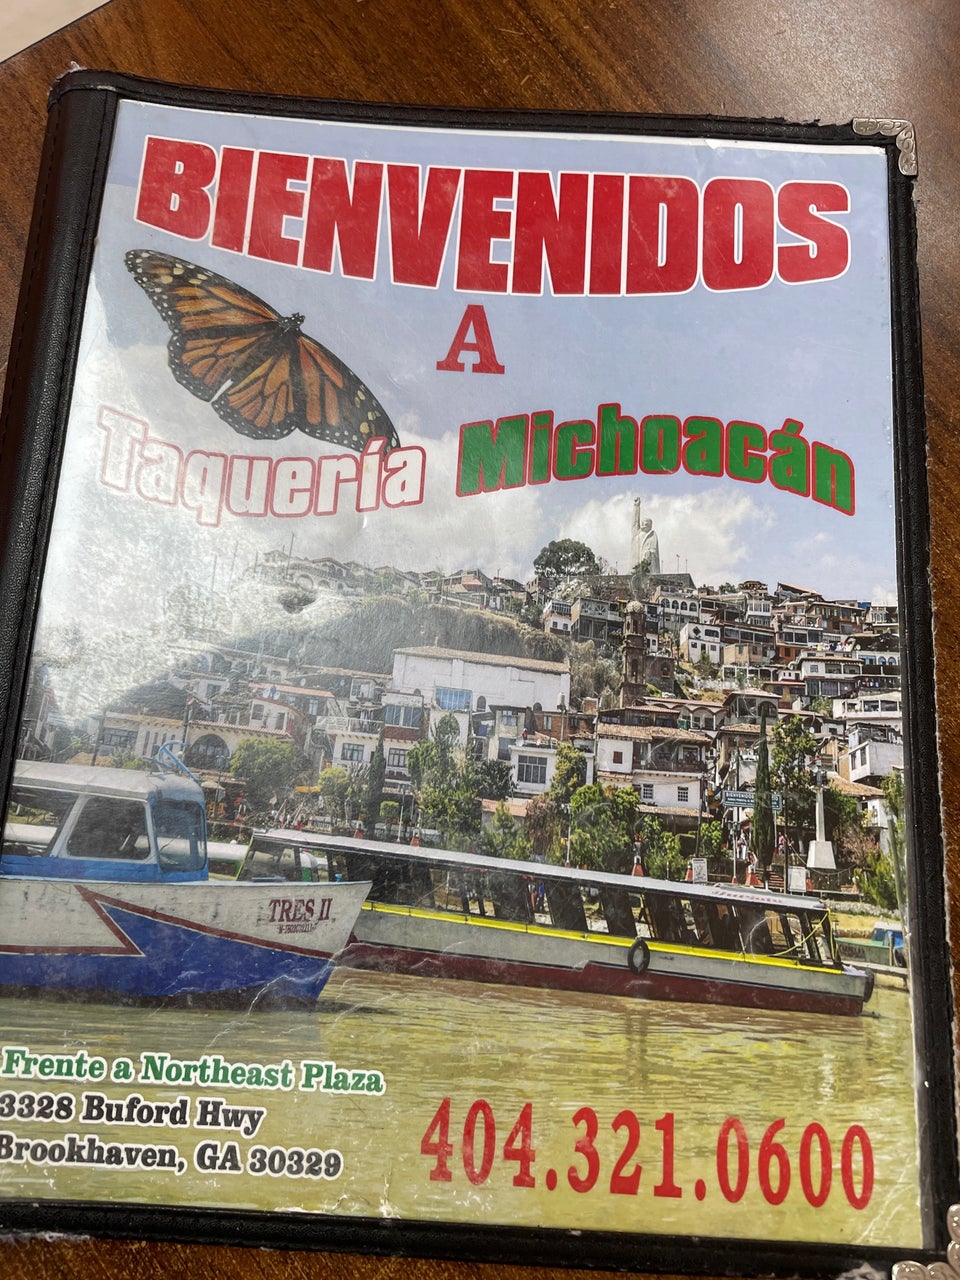 BIENVENIDOS
A
Taquería Michoacán
TRES II
Frente a Northeast Plaza
3328 Buford Hwy
Brookhaven, GA 30329
404.321.0600